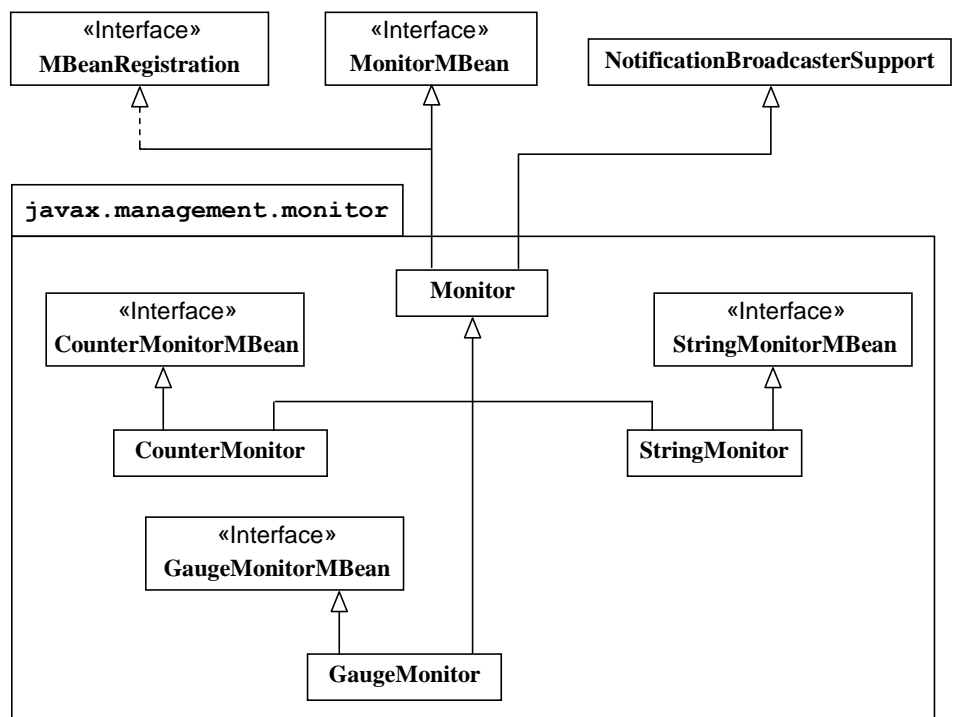 «Interface»
MBeanRegistration
«Interface»
MonitorMBean
NotificationBroadcasterSupport
javax.management.monitor
Monitor
«Interface»
CounterMonitorMBean
«Interface»
StringMonitorMBean
CounterMonitor
StringMonitor
«Interface»
GaugeMonitorMBean
GaugeMonitor